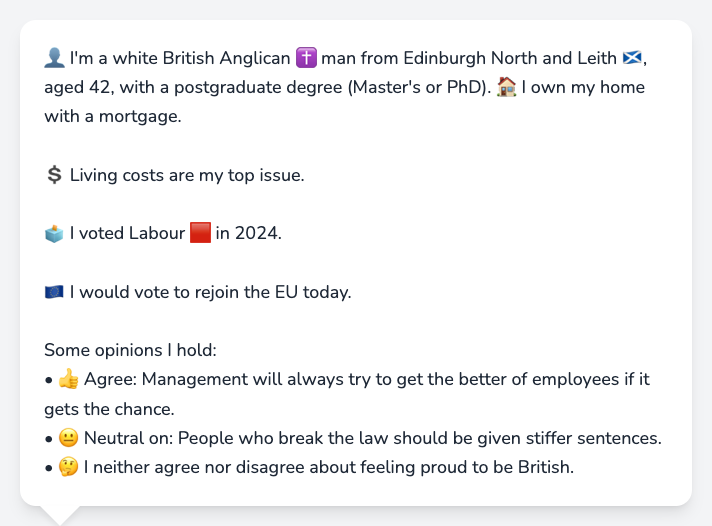 👤 I'm a white British Anglican ✝️ man from Edinburgh North and Leith 🏴󠁧󠁢󠁳󠁣󠁴󠁿,
aged 42, with a postgraduate degree (Master's or PhD). 🏠 I own my home
with a mortgage.
💲 Living costs are my top issue.
🗳️ I voted Labour 🟥 in 2024.
🇪🇺 I would vote to rejoin the EU today.
Some opinions I hold:
• 👍 Agree: Management will always try to get the better of employees if it
gets the chance.
• 😐 Neutral on: People who break the law should be given stiffer sentences.
• 🤔 I neither agree nor disagree about feeling proud to be British.